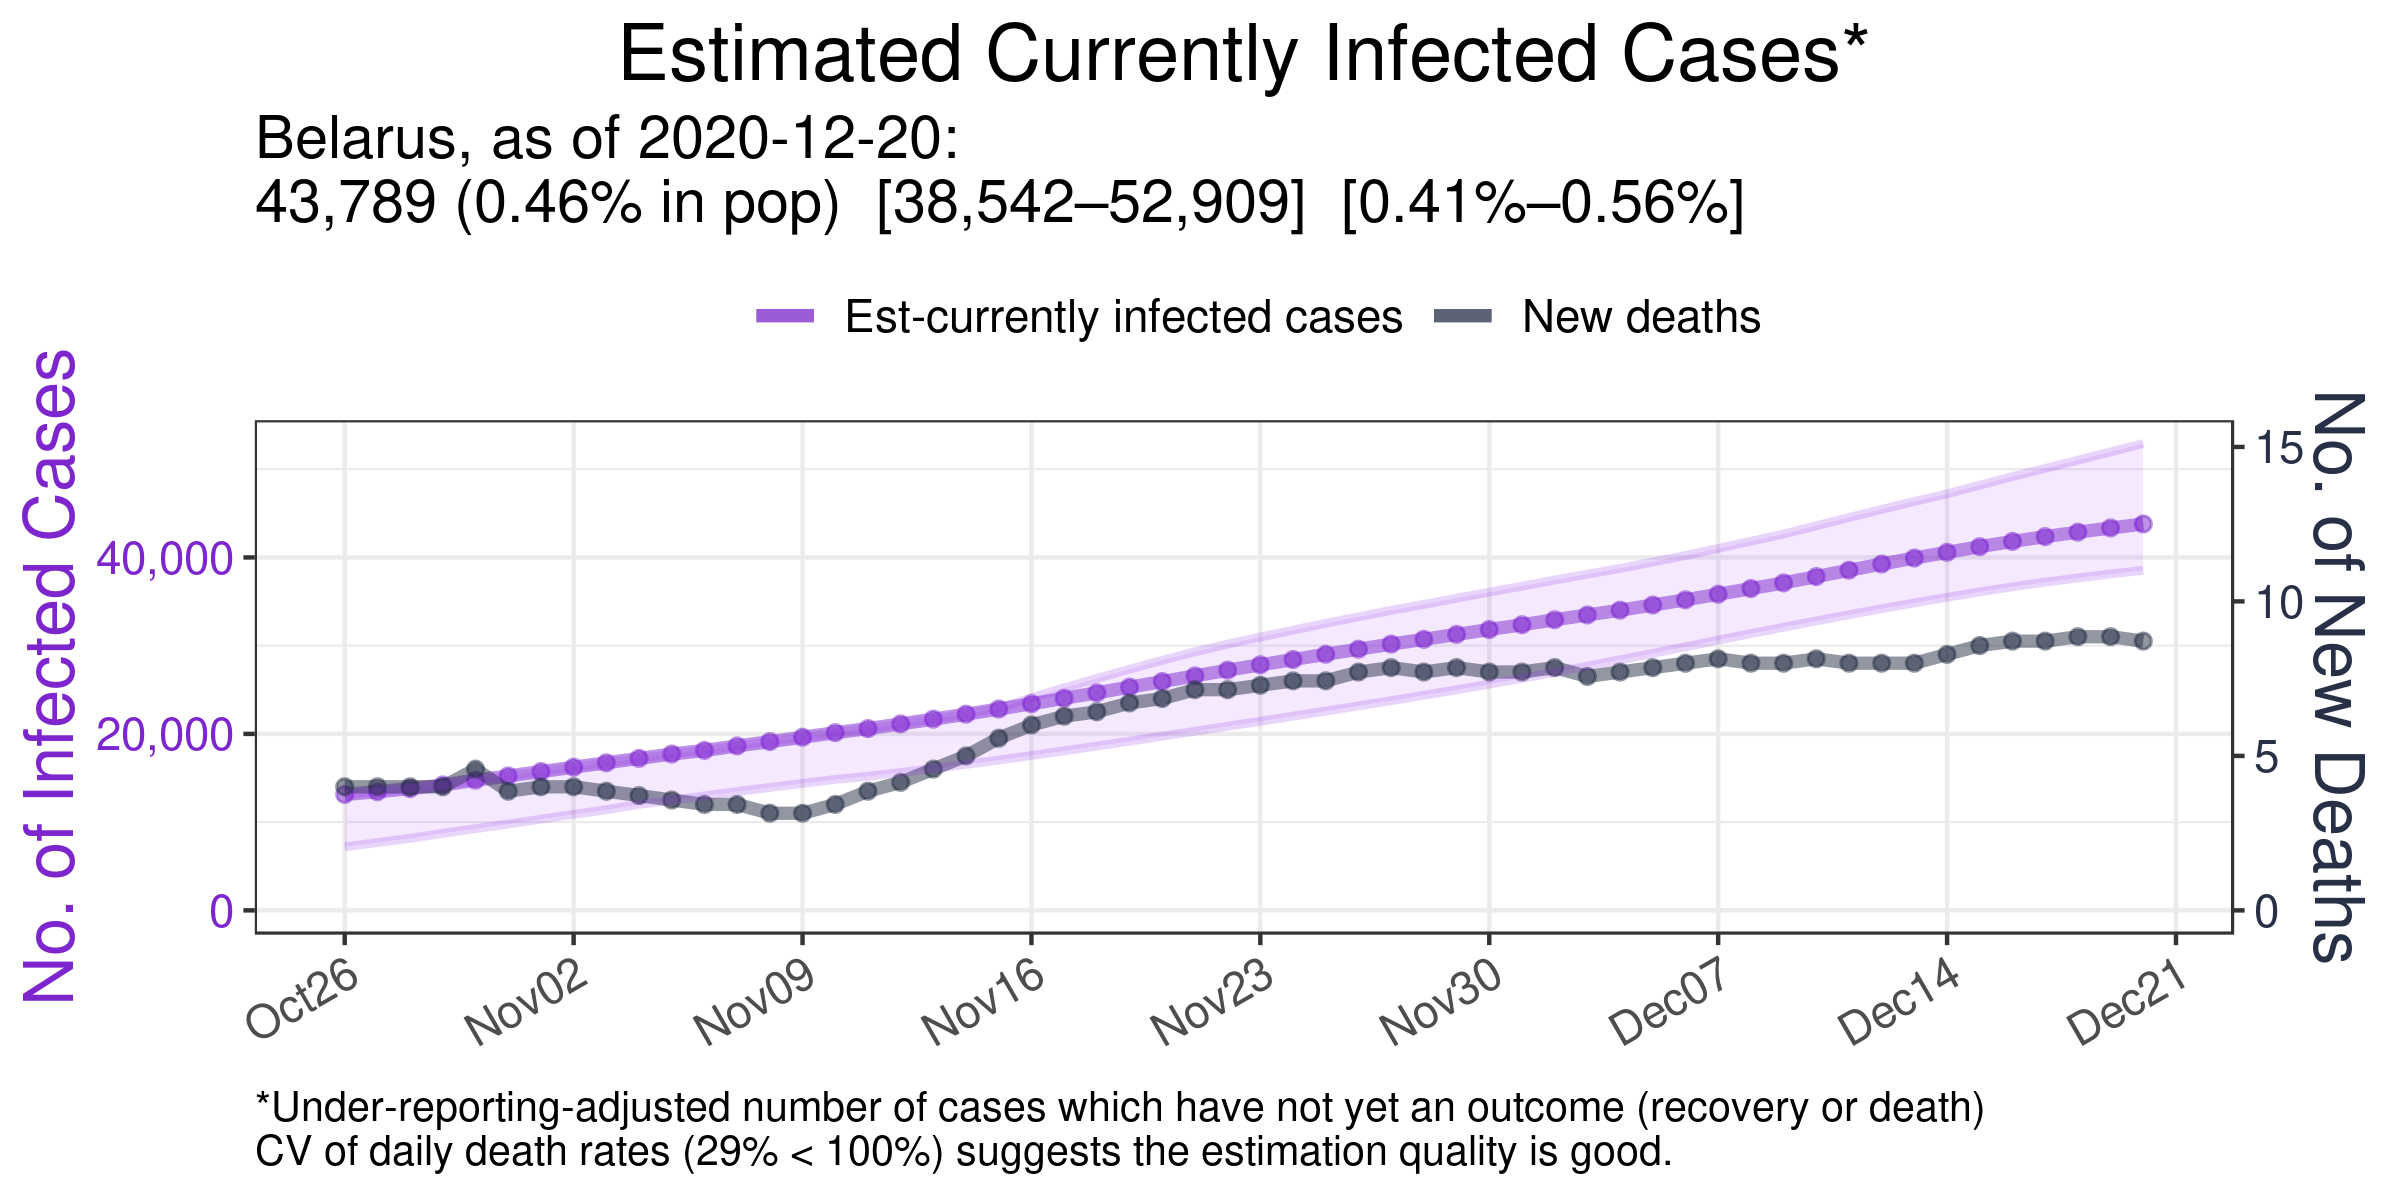 Estimated Currently Infected Cases*
Belarus, as of 2020-12-20:
43,789 (0.46% in pop)  [38,542–52,909]  [0.41%–0.56%]
Est-currently infected cases
New deaths
No. of Infected Cases
40,000
20,000
0
15
10
5
0
No. of New Deaths
Oct26
Nov02
Nov09
Nov16
Nov23
Nov30
Dec07
Dec14
Dec21
*Under-reporting-adjusted number of cases which have not yet an outcome (recovery or death)
CV of daily death rates (29% < 100%) suggests the estimation quality is good.